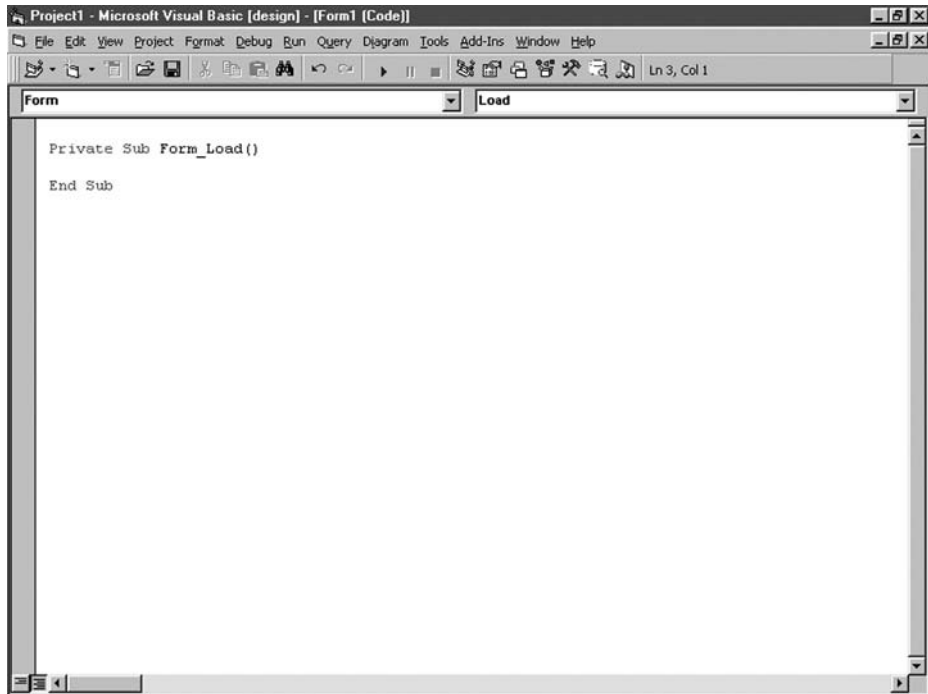 Project1 - Microsoft Visual Basic [design] - [Form1 (Code)]
File Edit View Project Format Debug Run Query Diagram Tools Add-Ins Window Help
Ln 3, Col 1
Form Load
Private Sub Form_Load()
End Sub